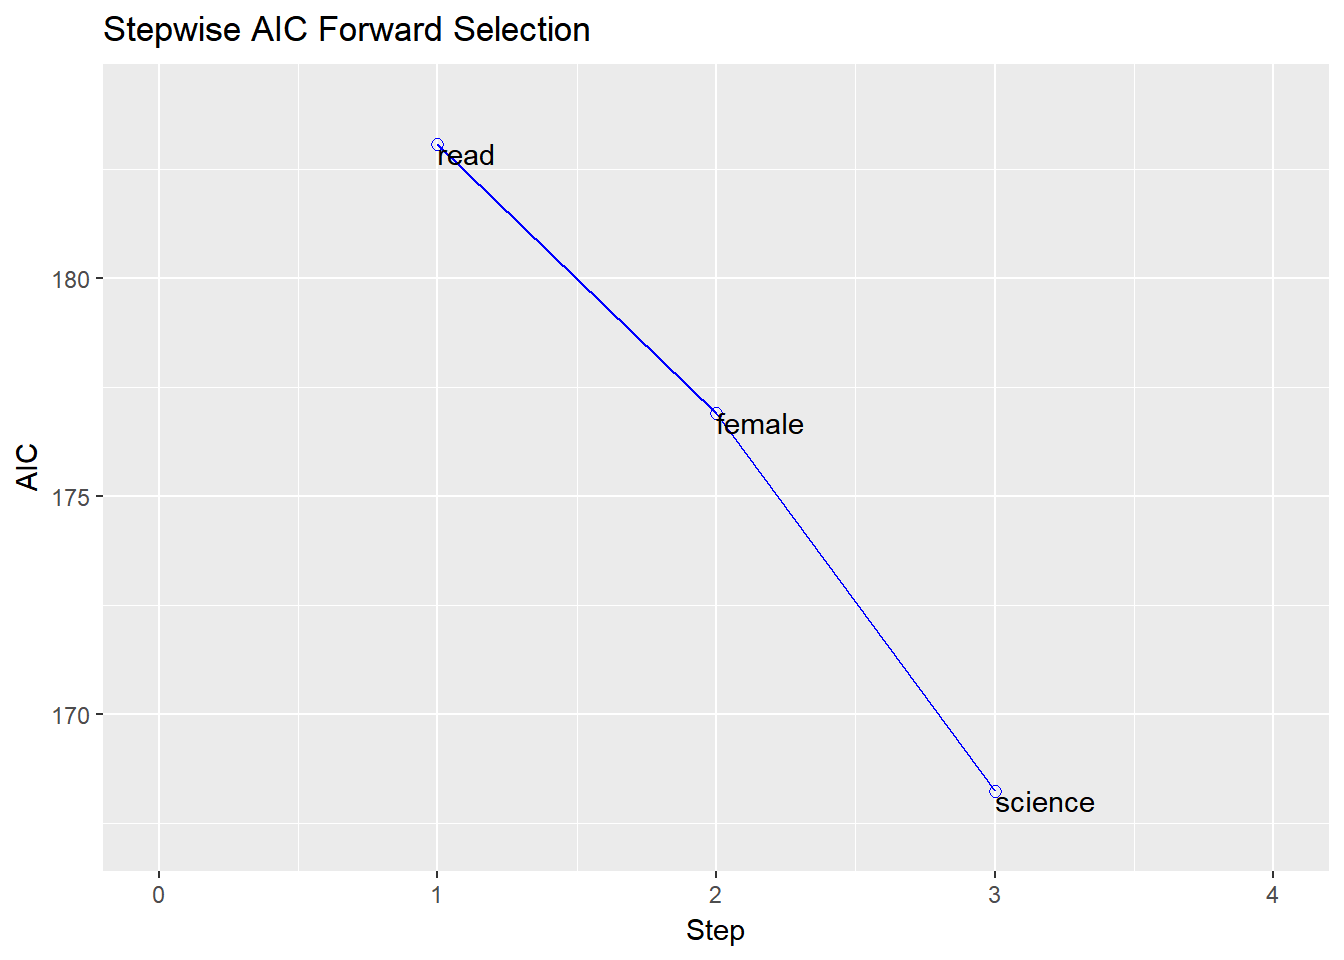 Stepwise AIC Forward Selection
read
180
female
AIC
175
170
science
0 1 2 3 4
Step